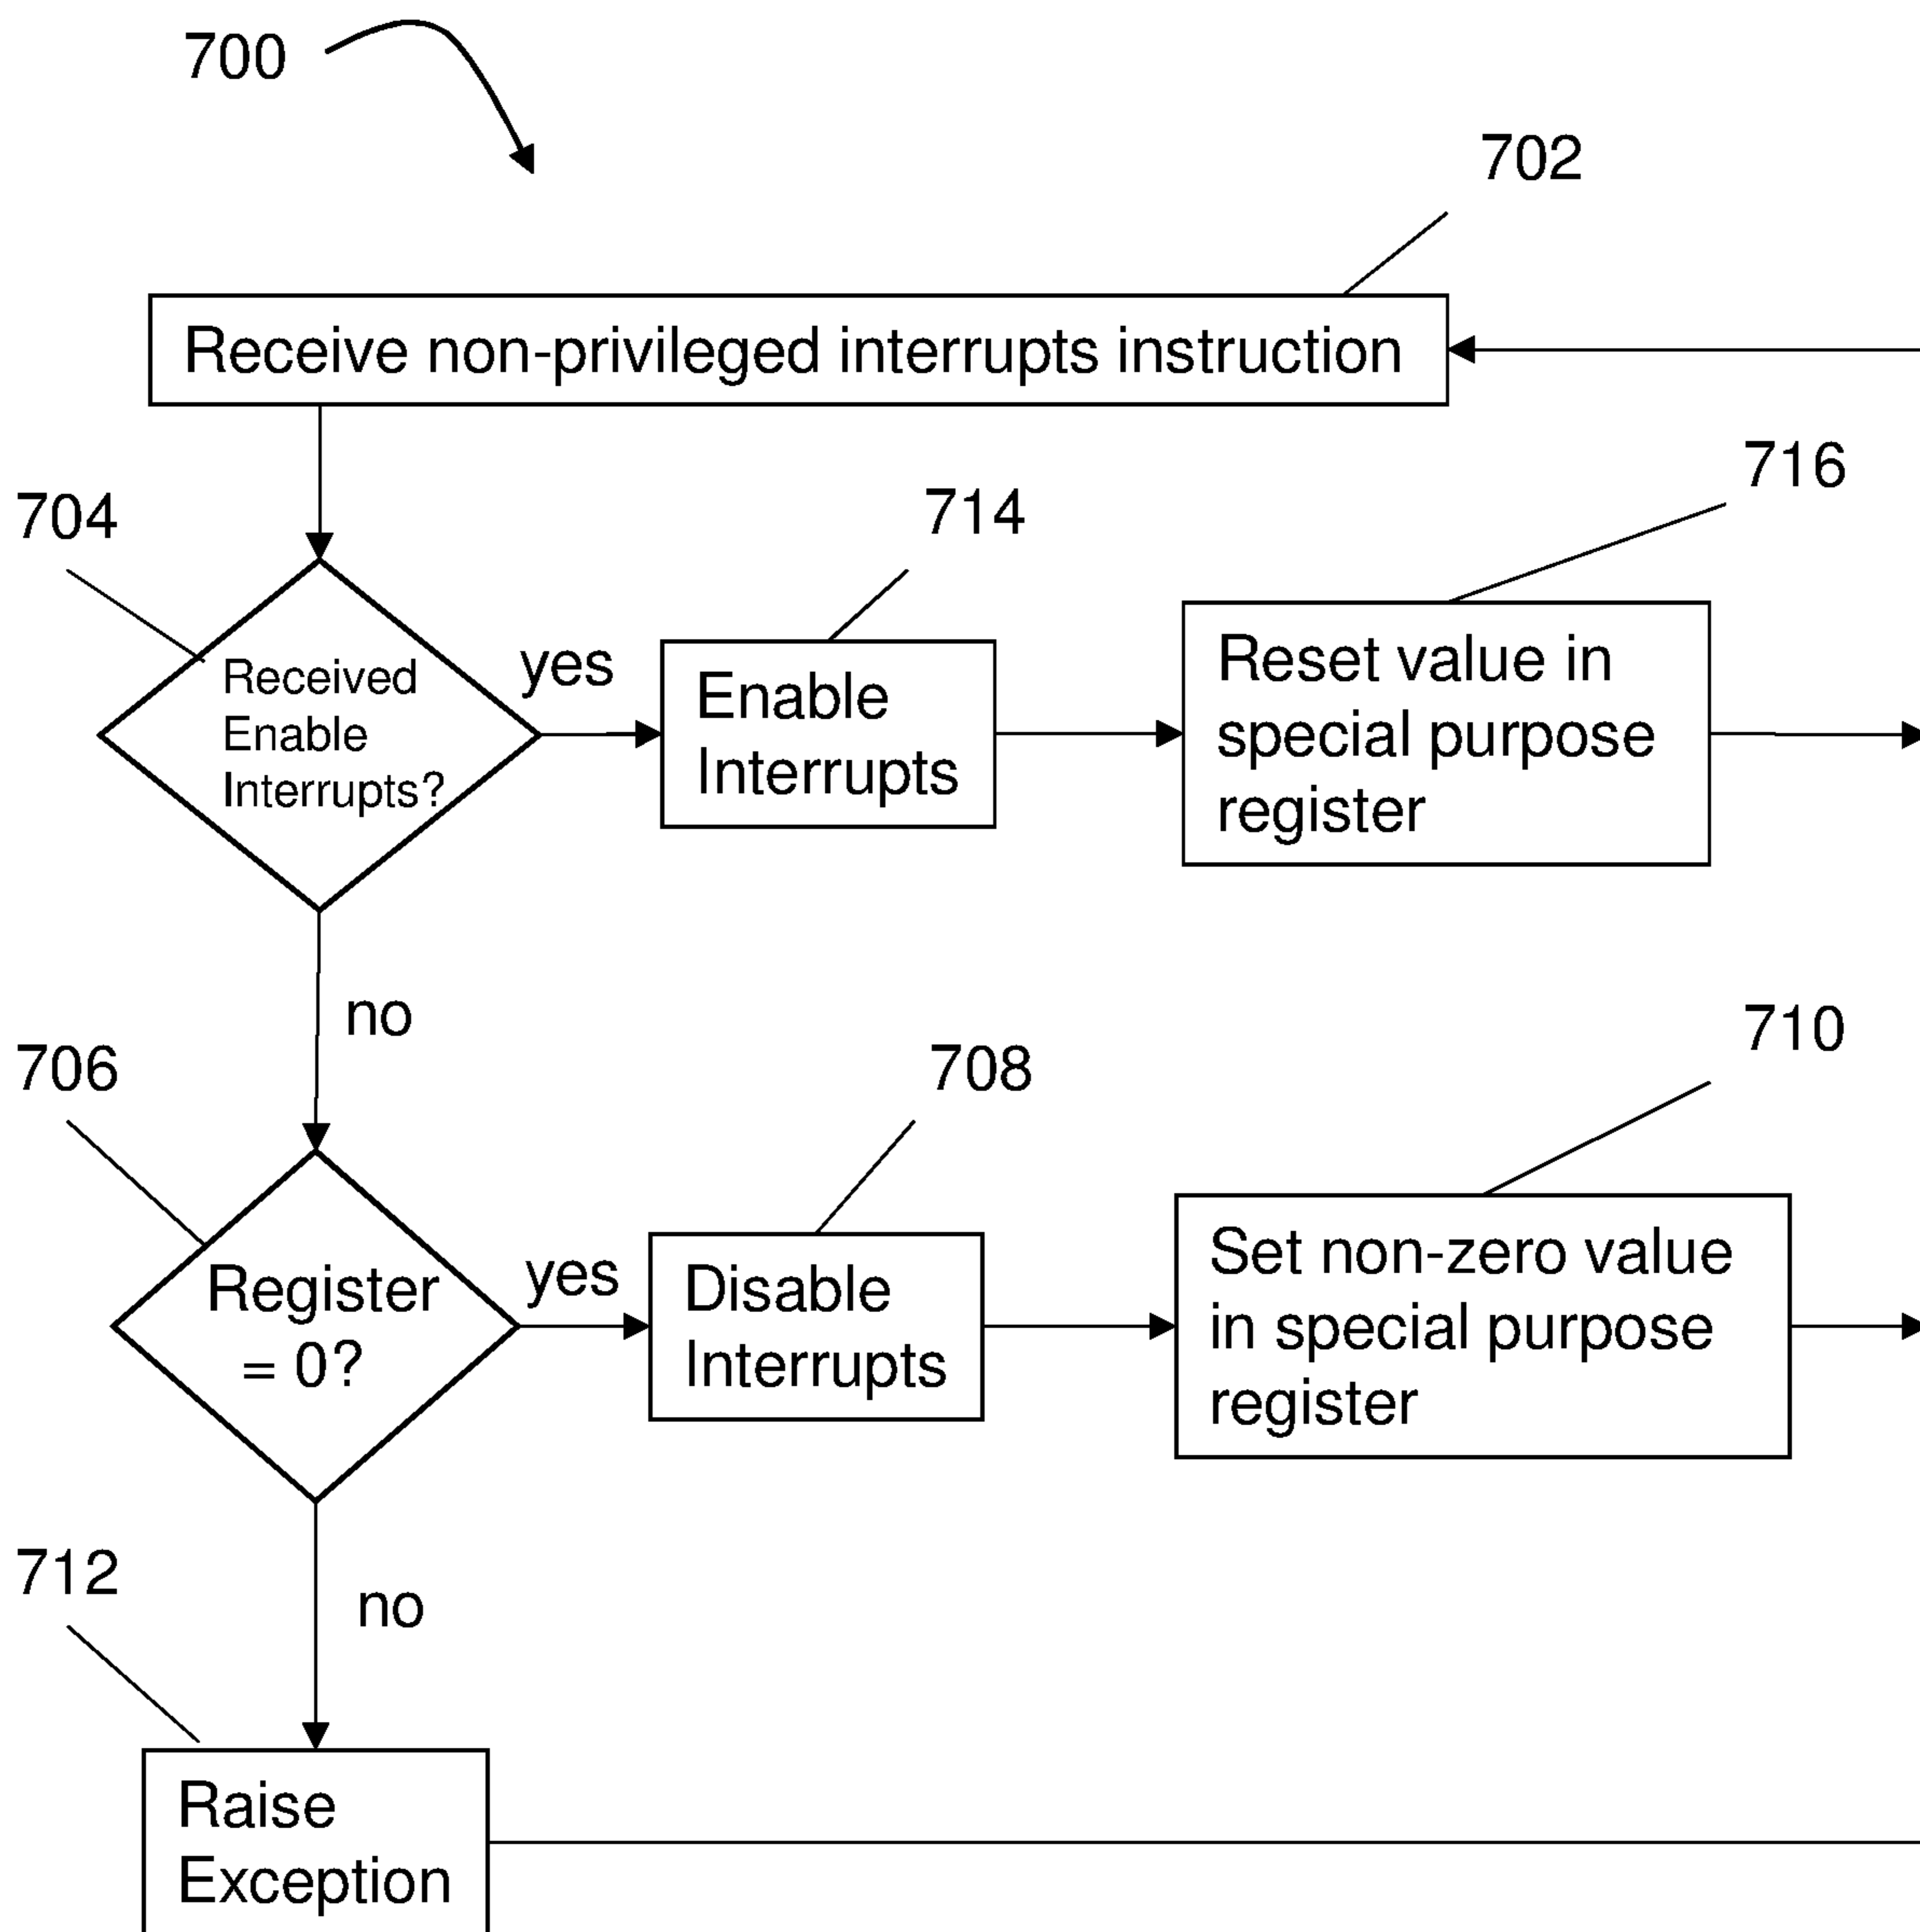 700
702
Receive non-privileged interrupts instruction
716
704
714
Received
Enable
Interrupts?
yes
Enable
Interrupts
Reset value in
special purpose
register
no
706
708
710
Register
= 0?
yes
Disable
Interrupts
Set non-zero value
in special purpose
register
712
no
Raise
Exception